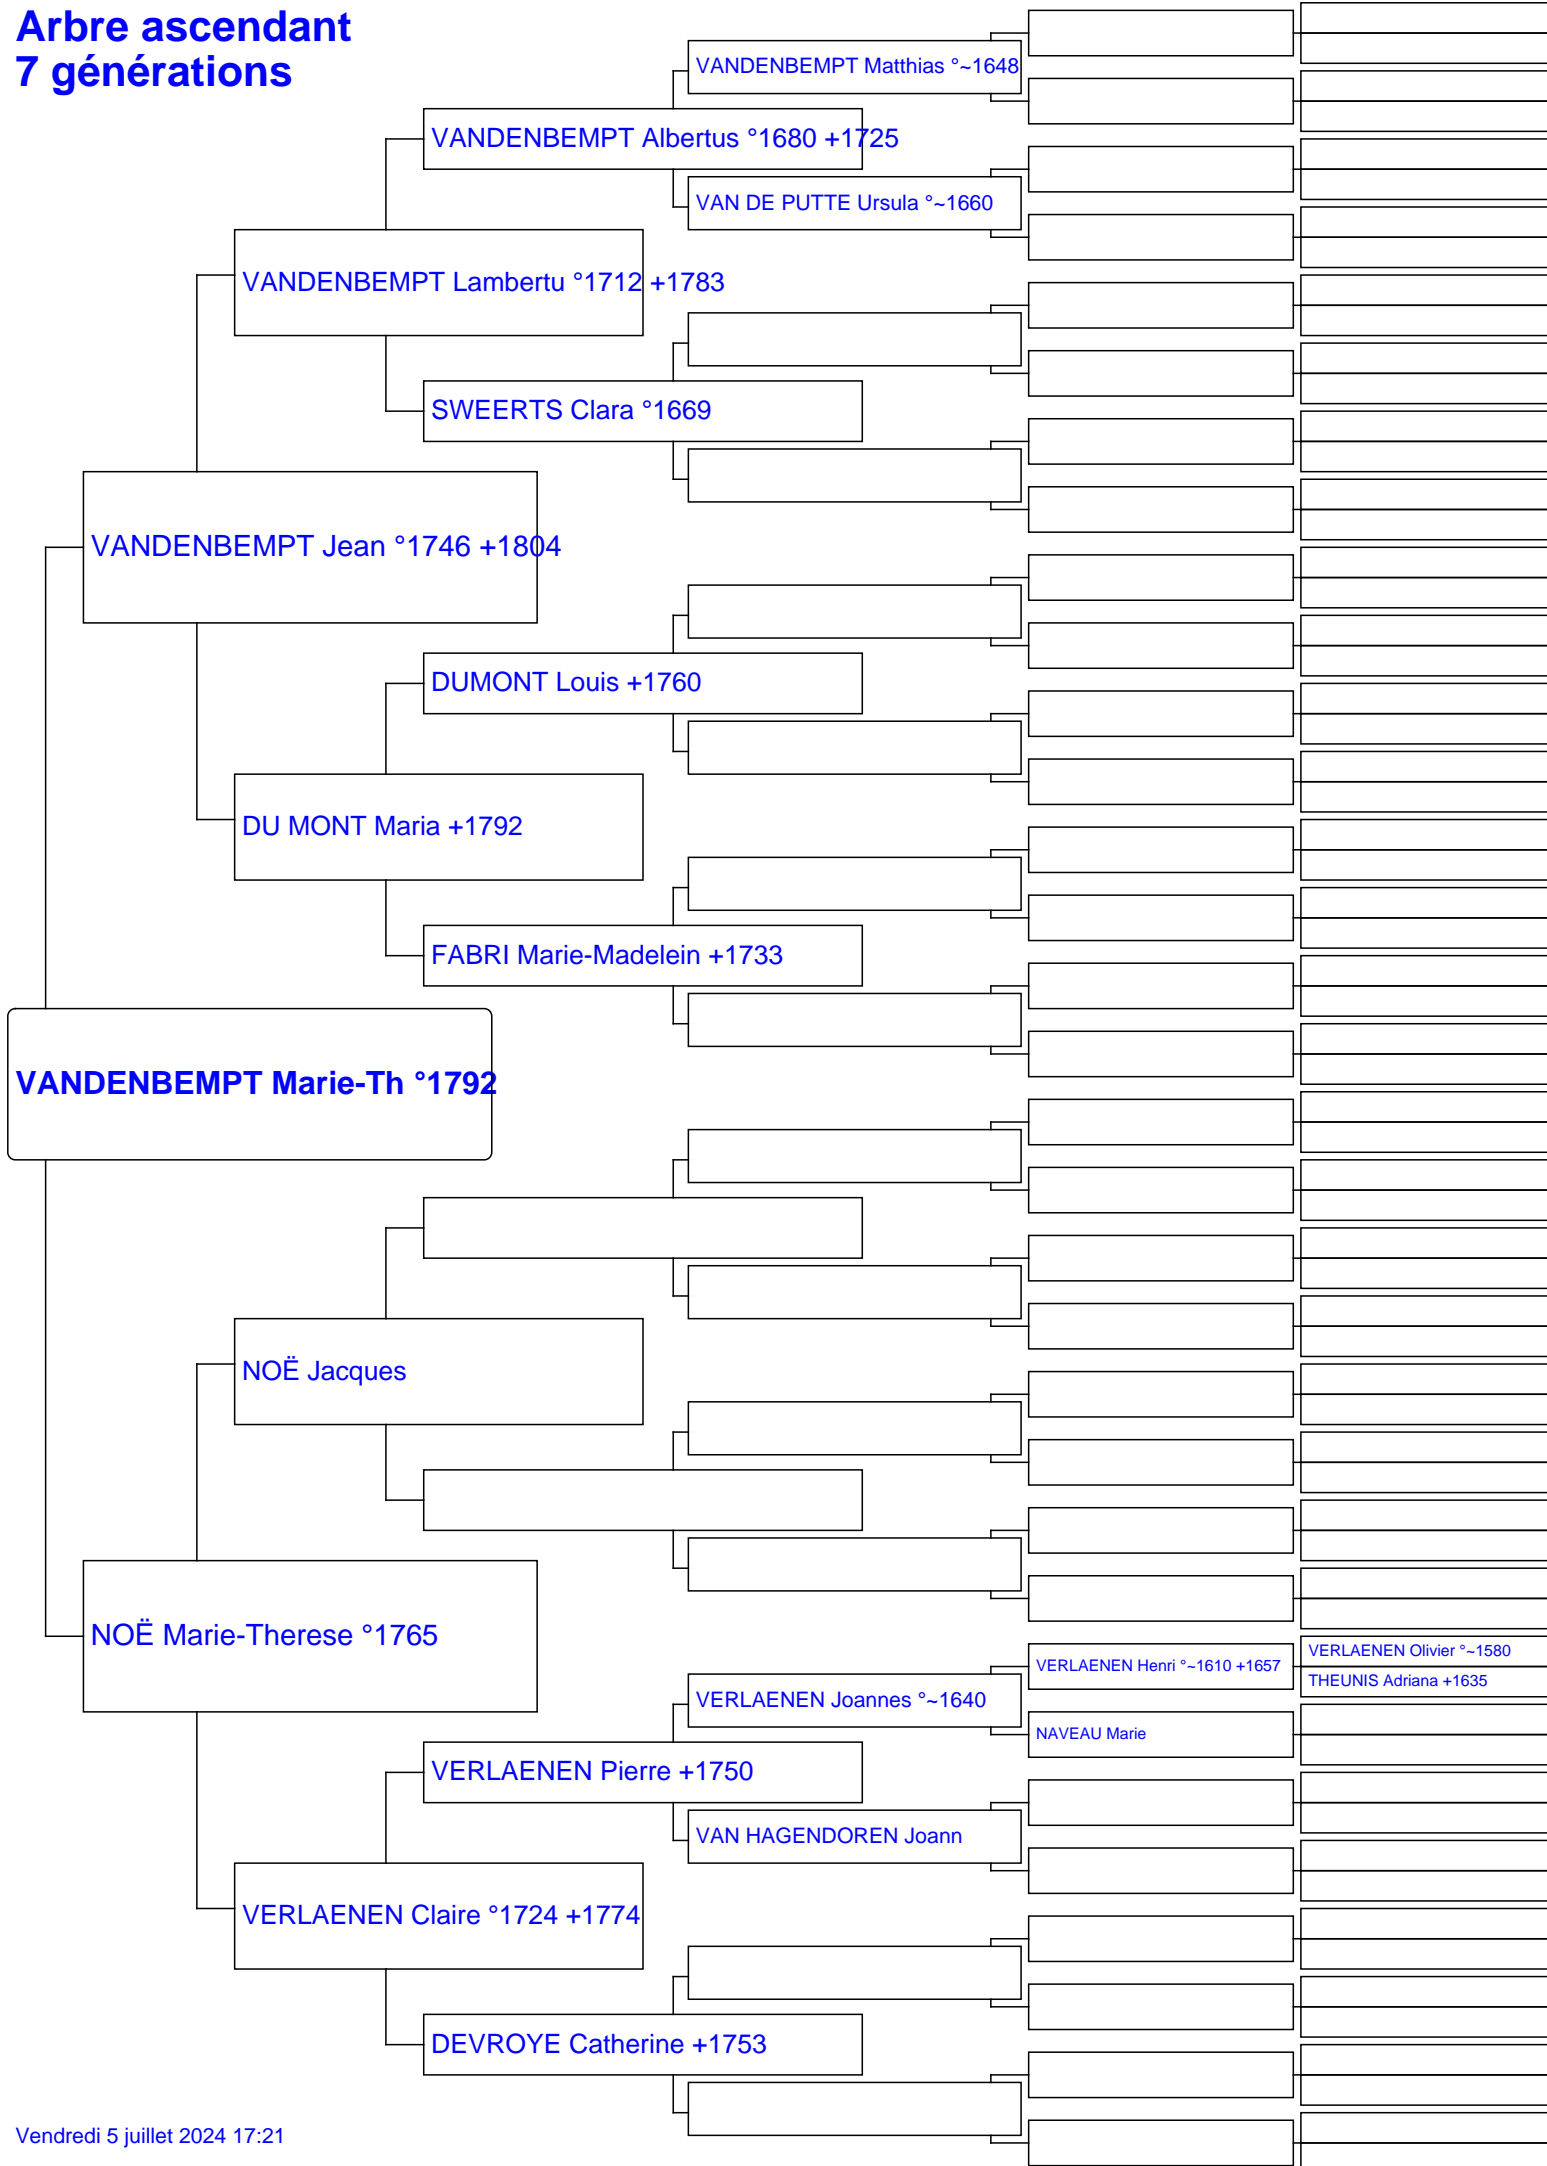 Arbre ascendant
7 générations
VANDENBEMPT Matthias °~1648
VANDENBEMPT Albertus °1680 +1725
VAN DE PUTTE Ursula °~1660
VANDENBEMPT Lambertu °1712 +1783
SWEERTS Clara °1669
VANDENBEMPT Jean °1746 +1804
DUMONT Louis +1760
DU MONT Maria +1792
FABRI Marie-Madelein +1733
VANDENBEMPT Marie-Th °1792
NOË Jacques
NOË Marie-Therese °1765
VERLAENEN Olivier °~1580
VERLAENEN Henri °~1610 +1657
THEUNIS Adriana +1635
VERLAENEN Joannes °~1640
NAVEAU Marie
VERLAENEN Pierre +1750
VAN HAGENDOREN Joann
VERLAENEN Claire °1724 +1774
DEVROYE Catherine +1753
Vendredi 5 juillet 2024 17:21